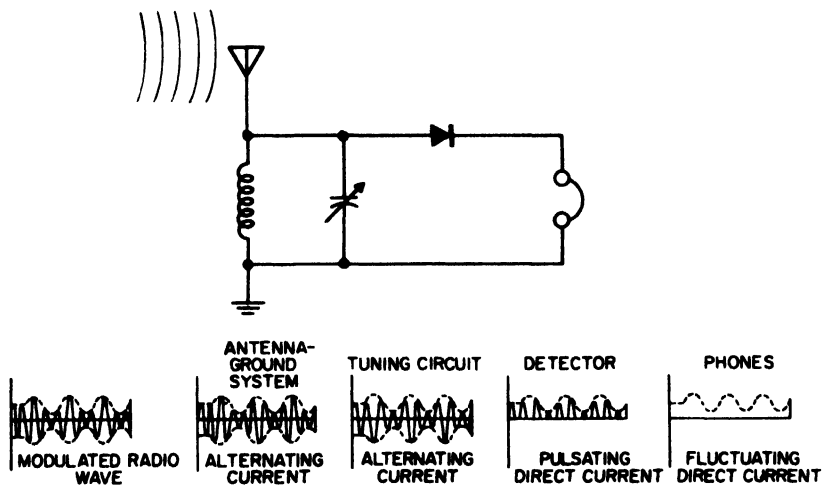 ANTENNA-
GROUND
SYSTEM
TUNING CIRCUIT
DETECTOR
PHONES
MODULATED RADIO
WAVE
ALTERNATING
CURRENT
ALTERNATING
CURRENT
PULSATING
DIRECT CURRENT
FLUCTUATING
DIRECT CURRENT